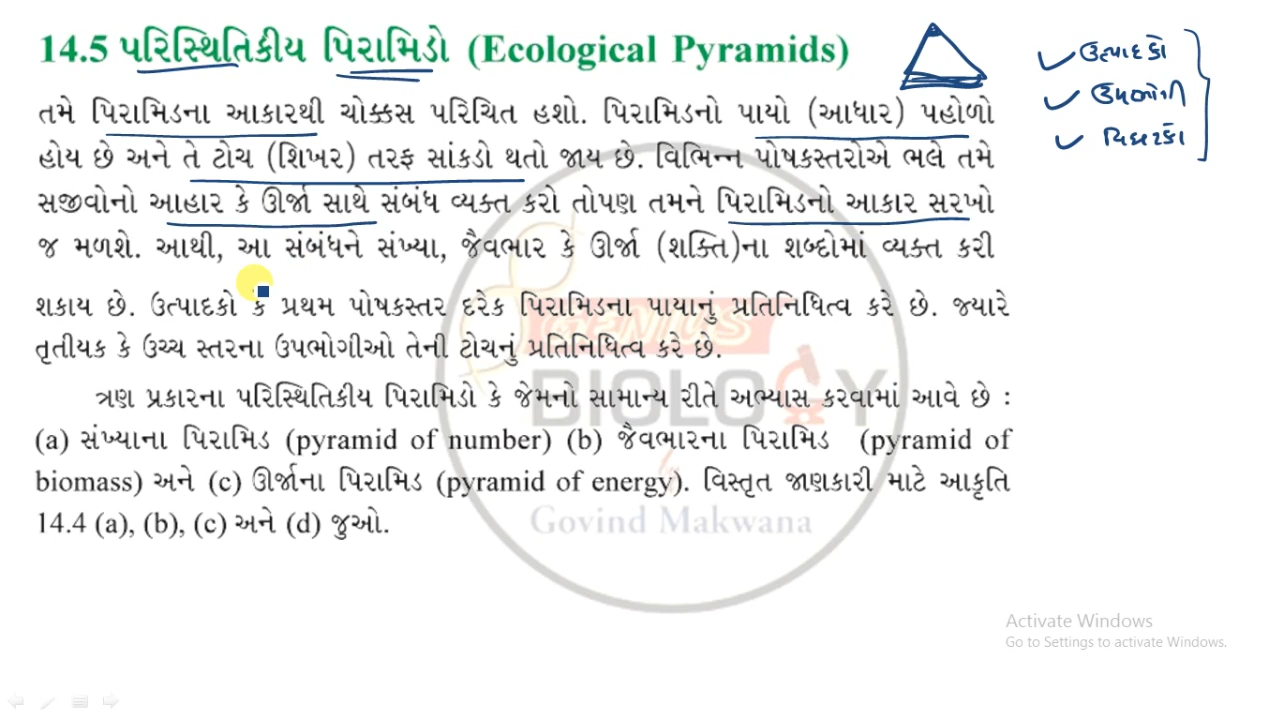 14.5 પરિસ્થિતિકીય પિરામિડો (Ecological Pyramids)
ઉત્પાદકો
ઉપભોગી
વિઘટકો
તમે પિરામિડના આકારથી ચોક્કસ પરિચિત હશો. પિરામિડનો પાયો (આધાર) પહોળો
હોય છે અને તે ટોચ (શિખર) તરફ સાંકડો થતો જાય છે. વિભિન્ન પોષકસ્તરોએ ભલે તમે
સજીવોનો આહાર કે ઊર્જા સાથે સંબંધ વ્યક્ત કરો તોપણ તમને પિરામિડનો આકાર સરખો
જ મળશે. આથી, આ સંબંધને સંખ્યા, જૈવભાર કે ઊર્જા (શક્તિ)ના શબ્દોમાં વ્યક્ત કરી
શકાય છે. ઉત્પાદકો કે પ્રથમ પોષકસ્તર દરેક પિરામિડના પાયાનું પ્રતિનિધિત્વ કરે છે. જ્યારે
તૃતીયક કે ઉચ્ચ સ્તરના ઉપભોગીઓ તેની ટોચનું પ્રતિનિધિત્વ કરે છે.
ત્રણ પ્રકારના પરિસ્થિતિકીય પિરામિડો કે જેમનો સામાન્ય રીતે અભ્યાસ કરવામાં આવે છે :
(a) સંખ્યાના પિરામિડ (pyramid of number) (b) જૈવભારના પિરામિડ (pyramid of
biomass) અને (c) ઊર્જાના પિરામિડ (pyramid of energy). વિસ્તૃત જાણકારી માટે આકૃતિ
14.4 (a), (b), (c) અને (d) જુઓ.
GENIUS
BIOLOGY
by
Govind Makwana
Activate Windows
Go to Settings to activate Windows.